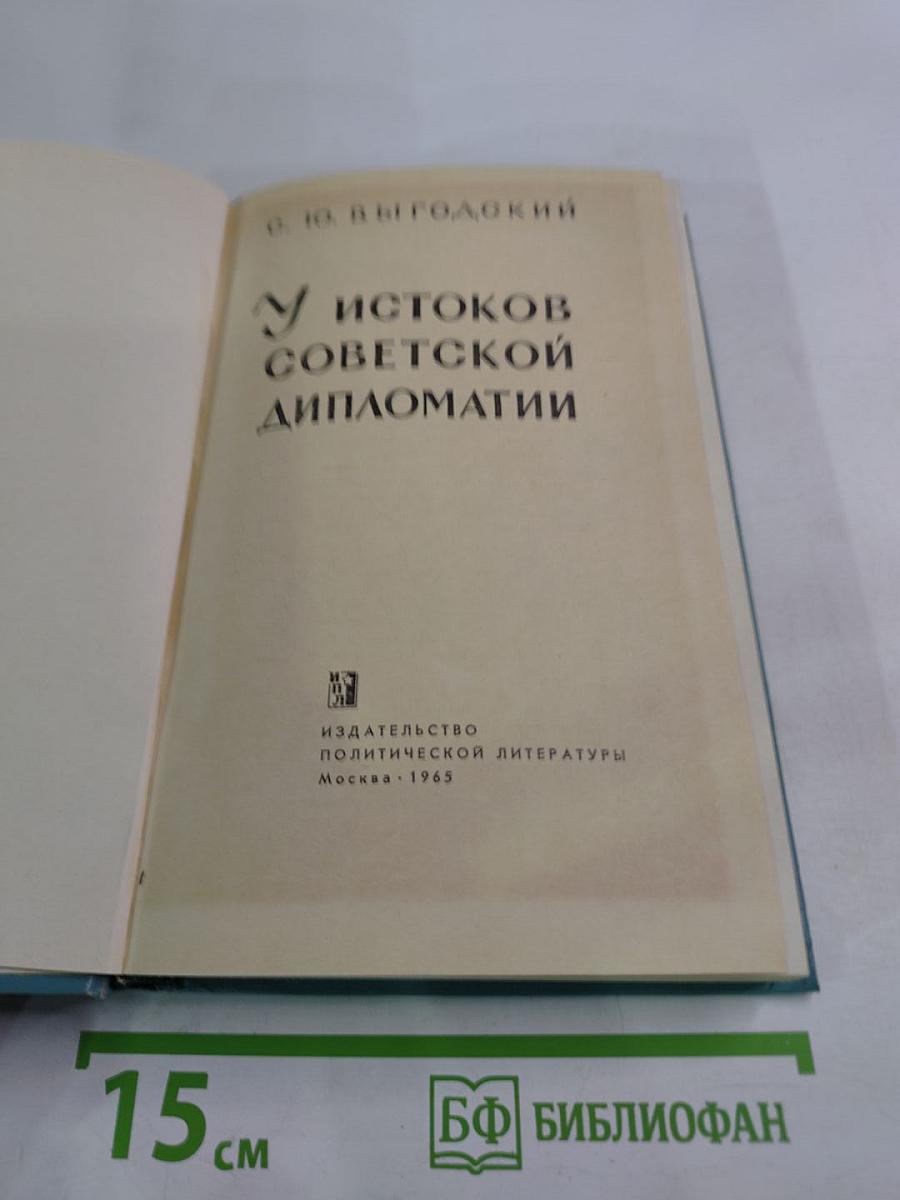 С. Ю. ВЫГОДСКИЙ
У ИСТОКОВ
СОВЕТСКОЙ
ДИПЛОМАТИИ
И
П
Л
ИЗДАТЕЛЬСТВО
ПОЛИТИЧЕСКОЙ ЛИТЕРАТУРЫ
Москва · 1965
15 см
БФ БИБЛИОФАН